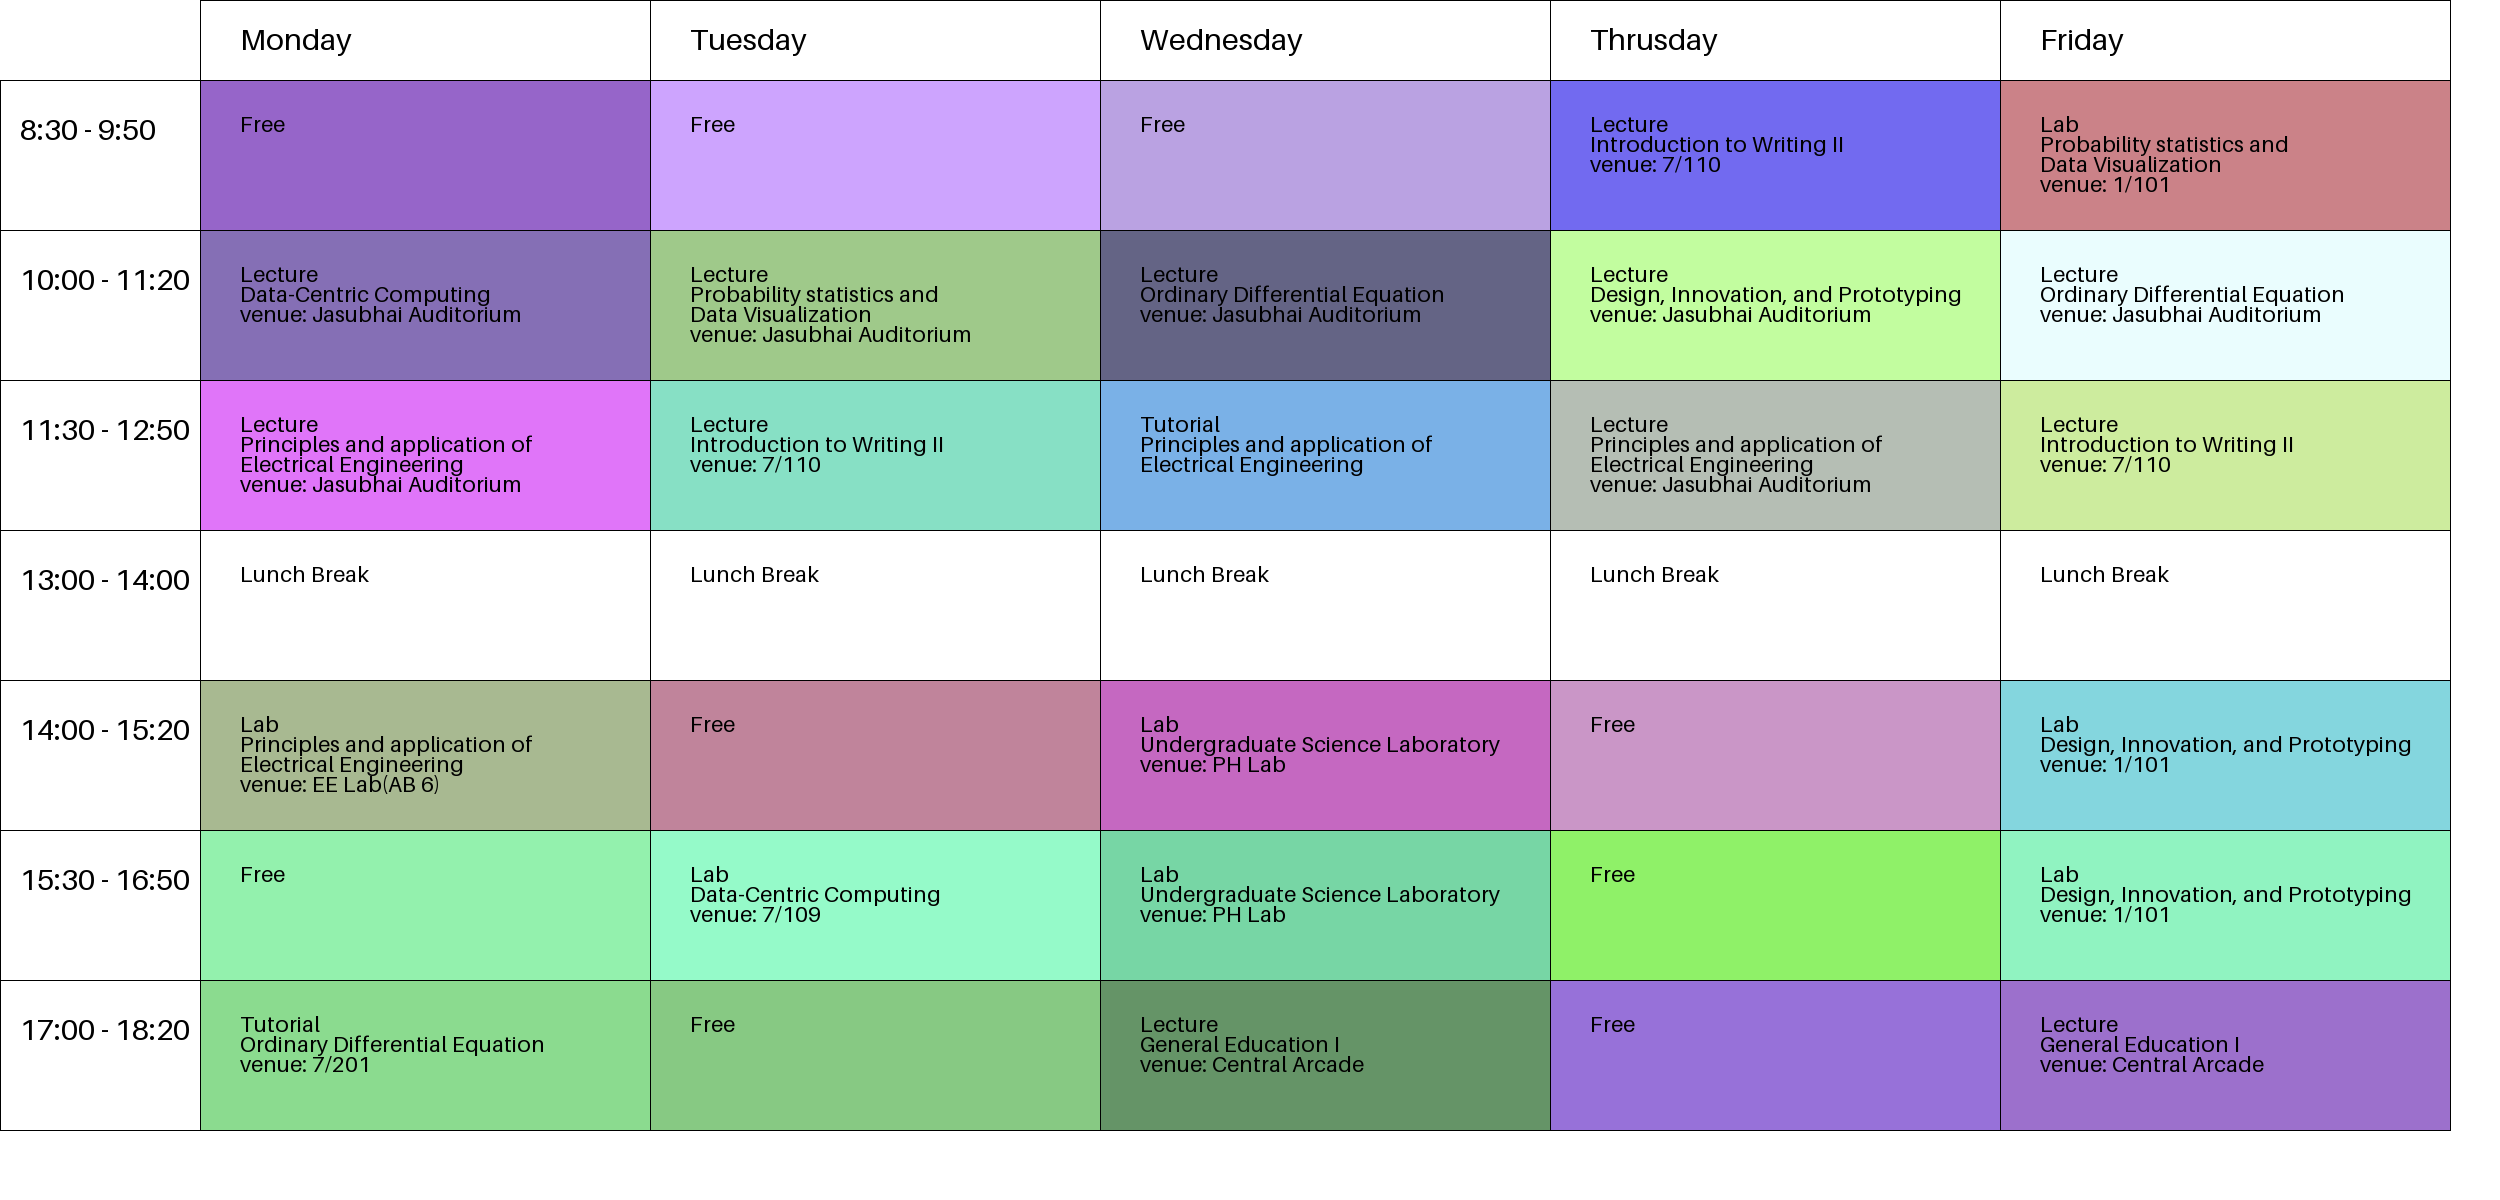 Monday
Tuesday
Wednesday
Thrusday
Friday
8:30 - 9:50
Free
Free
Free
Lecture
Introduction to Writing II
venue: 7/110
Lab
Probability statistics and
Data Visualization
venue: 1/101
10:00 - 11:20
Lecture
Data-Centric Computing
venue: Jasubhai Auditorium
Lecture
Probability statistics and
Data Visualization
venue: Jasubhai Auditorium
Lecture
Ordinary Differential Equation
venue: Jasubhai Auditorium
Lecture
Design, Innovation, and Prototyping
venue: Jasubhai Auditorium
Lecture
Ordinary Differential Equation
venue: Jasubhai Auditorium
11:30 - 12:50
Lecture
Principles and application of
Electrical Engineering
venue: Jasubhai Auditorium
Lecture
Introduction to Writing II
venue: 7/110
Tutorial
Principles and application of
Electrical Engineering
Lecture
Principles and application of
Electrical Engineering
venue: Jasubhai Auditorium
Lecture
Introduction to Writing II
venue: 7/110
13:00 - 14:00
Lunch Break
Lunch Break
Lunch Break
Lunch Break
Lunch Break
14:00 - 15:20
Lab
Principles and application of
Electrical Engineering
venue: EE Lab(AB 6)
Free
Lab
Undergraduate Science Laboratory
venue: PH Lab
Free
Lab
Design, Innovation, and Prototyping
venue: 1/101
15:30 - 16:50
Free
Lab
Data-Centric Computing
venue: 7/109
Lab
Undergraduate Science Laboratory
venue: PH Lab
Free
Lab
Design, Innovation, and Prototyping
venue: 1/101
17:00 - 18:20
Tutorial
Ordinary Differential Equation
venue: 7/201
Free
Lecture
General Education I
venue: Central Arcade
Free
Lecture
General Education I
venue: Central Arcade